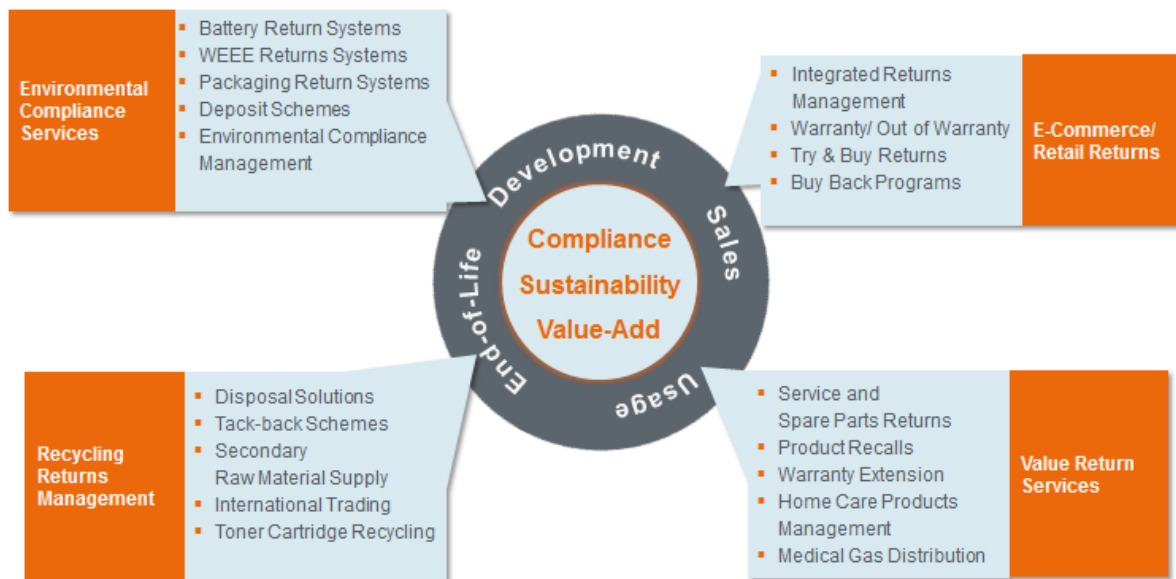 Environmental
Compliance
Services
▪ Battery Return Systems
▪ WEEE Returns Systems
▪ Packaging Return Systems
▪ Deposit Schemes
▪ Environmental Compliance
Management
▪ Integrated Returns
Management
▪ Warranty/ Out of Warranty
▪ Try & Buy Returns
▪ Buy Back Programs
E-Commerce/
Retail Returns
Development
Sales
Usage
End-of-Life
Compliance
Sustainability
Value-Add
Recycling
Returns
Management
▪ Disposal Solutions
▪ Tack-back Schemes
▪ Secondary
Raw Material Supply
▪ International Trading
▪ Toner Cartridge Recycling
▪ Service and
Spare Parts Returns
▪ Product Recalls
▪ Warranty Extension
▪ Home Care Products
Management
▪ Medical Gas Distribution
Value Return
Services